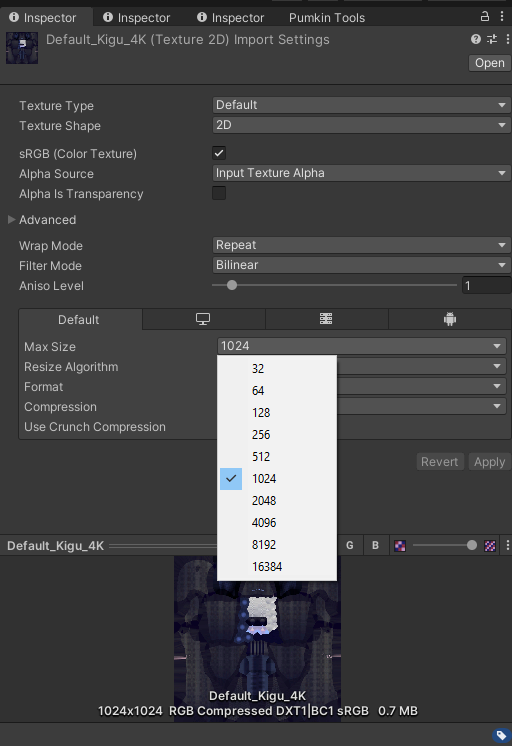 Inspector Inspector Inspector Pumkin Tools
Default_Kigu_4K (Texture 2D) Import Settings
Open
Texture Type Default
Texture Shape 2D
sRGB (Color Texture)
Alpha Source Input Texture Alpha
Alpha Is Transparency
Advanced
Wrap Mode Repeat
Filter Mode Bilinear
Aniso Level 1
Default
Max Size 1024
Resize Algorithm
Format
Compression
Use Crunch Compression
32
64
128
256
512
1024
2048
4096
8192
16384
Revert Apply
Default_Kigu_4K G B
Default_Kigu_4K
1024x1024 RGB Compressed DXT1|BC1 sRGB 0.7 MB